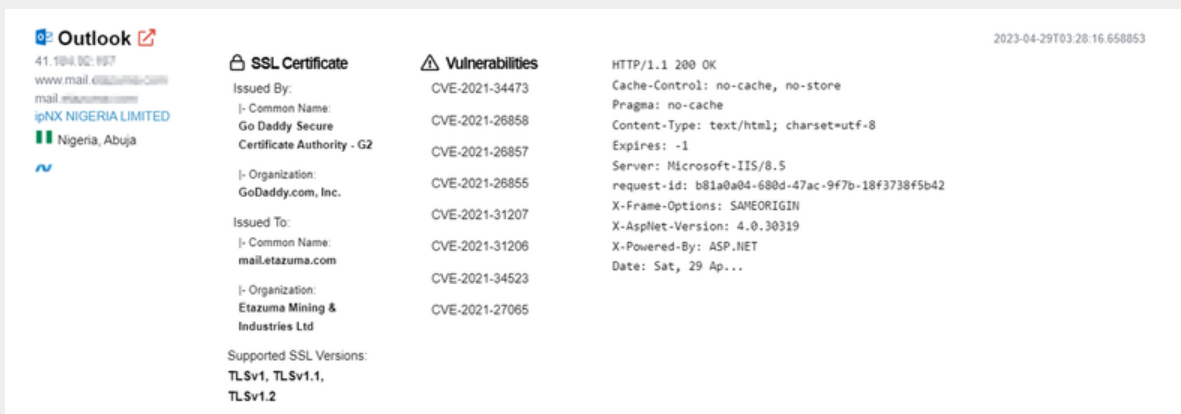 Outlook
www.mail.
mail.
ipNX NIGERIA LIMITED
Nigeria, Abuja
SSL Certificate
Issued By:
|- Common Name:
Go Daddy Secure
Certificate Authority - G2
|- Organization:
GoDaddy.com, Inc.
Issued To:
|- Common Name:
mail.etazuma.com
|- Organization:
Etazuma Mining &
Industries Ltd
Supported SSL Versions:
TLSv1, TLSv1.1,
TLSv1.2
Vulnerabilities
CVE-2021-34473
CVE-2021-26858
CVE-2021-26857
CVE-2021-26855
CVE-2021-31207
CVE-2021-31206
CVE-2021-34523
CVE-2021-27065
2023-04-29T03:28:16.658853
HTTP/1.1 200 OK
Cache-Control: no-cache, no-store
Pragma: no-cache
Content-Type: text/html; charset=utf-8
Expires: -1
Server: Microsoft-IIS/8.5
request-id: b81a0a04-680d-47ac-9f7b-18f3738f5b42
X-Frame-Options: SAMEORIGIN
X-AspNet-Version: 4.0.30319
X-Powered-By: ASP.NET
Date: Sat, 29 Ap...